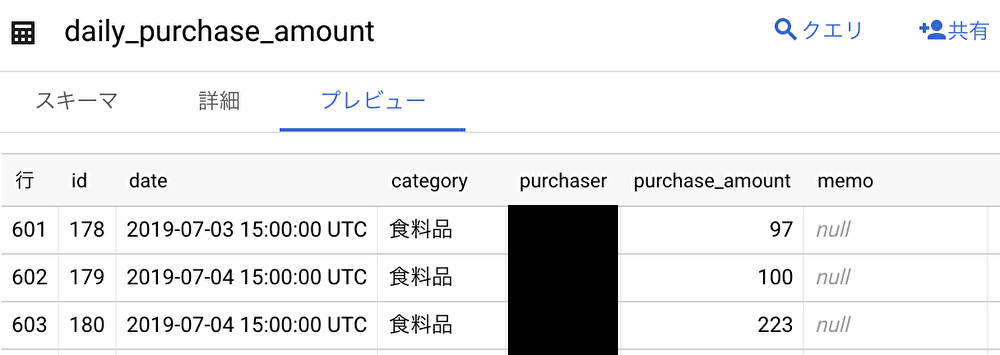 daily_purchase_amount クエリ 共有
スキーマ 詳細 プレビュー
行 id date category purchaser purchase_amount memo
601 178 2019-07-03 15:00:00 UTC 食料品 97 null
602 179 2019-07-04 15:00:00 UTC 食料品 100 null
603 180 2019-07-04 15:00:00 UTC 食料品 223 null